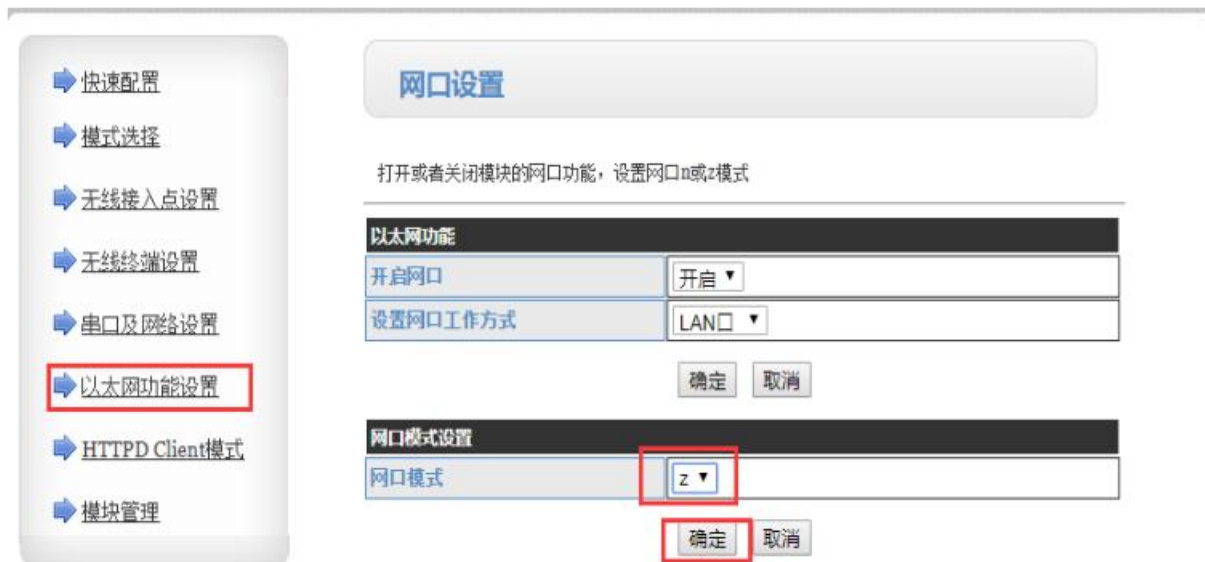 快速配置
模式选择
无线接入点设置
无线终端设置
串口及网络设置
以太网功能设置
HTTPD Client模式
模块管理
网口设置
打开或者关闭模块的网口功能，设置网口n或z模式
以太网功能
开启网口 开启
设置网口工作方式 LAN口
确定 取消
网口模式设置
网口模式 z
确定 取消